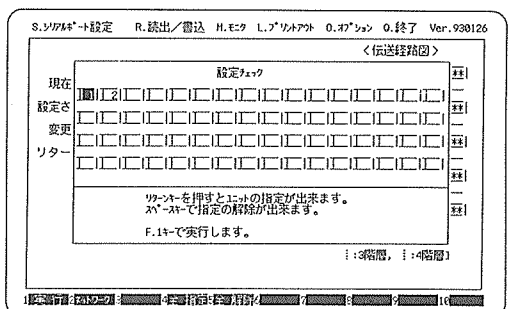 S.シリアルポート設定 R.読出/書込 M.モニタ L.プリントアウト O.オプション Q.終了 Ver.930126
<伝送経路図>
設定チェック
現在
2
**
設定さ
**
変更
**
リター
**
リターンキーを押すとユニットの指定が出来ます。
スペースキーで指定の解除が出来ます。
**
F.1キーで実行します。
:3階層, :4階層]
1 実行 2 ネットワーク 3 4 全指定 5 全解除 6 7 8 9 10